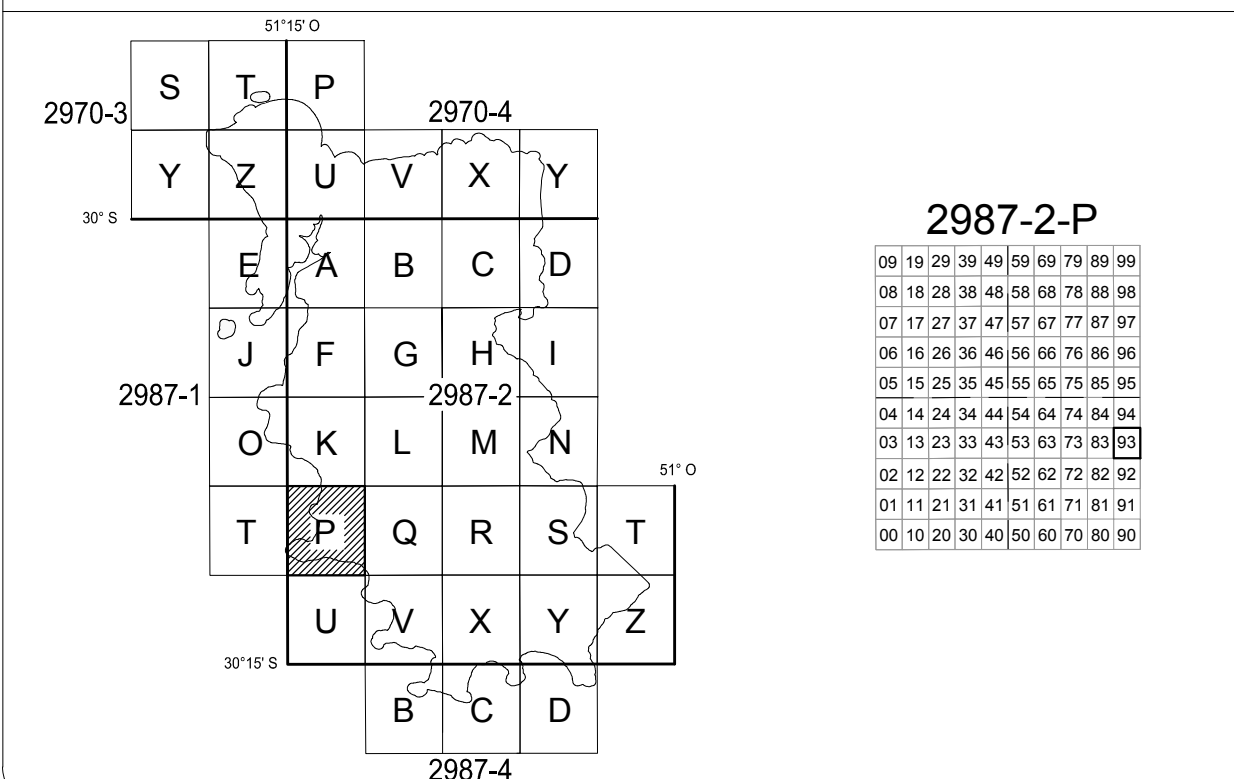 51°15' O
S T P
2970-3
2970-4
Y Z U V X Y
30° S
E A B C D
J F G H I
2987-1
2987-2
O K L M N
51° O
T P Q R S T
U V X Y Z
30°15' S
B C D
2987-4
2987-2-P
09 19 29 39 49 59 69 79 89 99
08 18 28 38 48 58 68 78 88 98
07 17 27 37 47 57 67 77 87 97
06 16 26 36 46 56 66 76 86 96
05 15 25 35 45 55 65 75 85 95
04 14 24 34 44 54 64 74 84 94
03 13 23 33 43 53 63 73 83 93
02 12 22 32 42 52 62 72 82 92
01 11 21 31 41 51 61 71 81 91
00 10 20 30 40 50 60 70 80 90